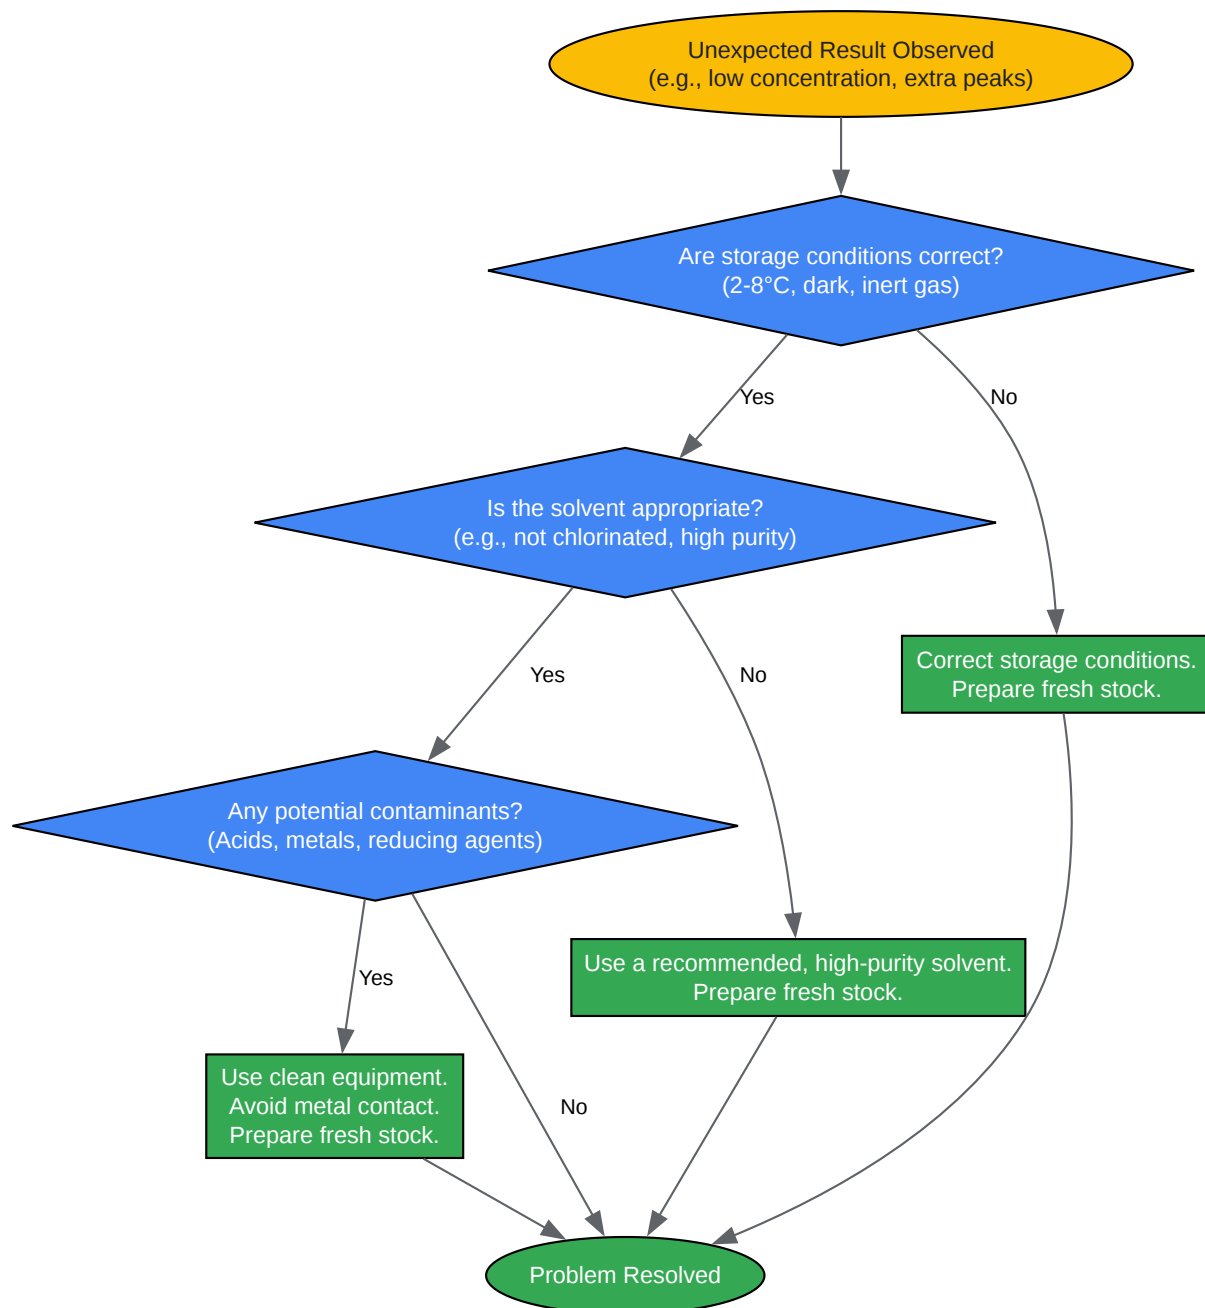 Unexpected Result Observed
(e.g., low concentration, extra peaks)
Are storage conditions correct?
(2-8°C, dark, inert gas)
Yes
No
Is the solvent appropriate?
(e.g., not chlorinated, high purity)
Yes
No
Correct storage conditions.
Prepare fresh stock.
Any potential contaminants?
(Acids, metals, reducing agents)
Yes
No
Use a recommended, high-purity solvent.
Prepare fresh stock.
Use clean equipment.
Avoid metal contact.
Prepare fresh stock.
Problem Resolved